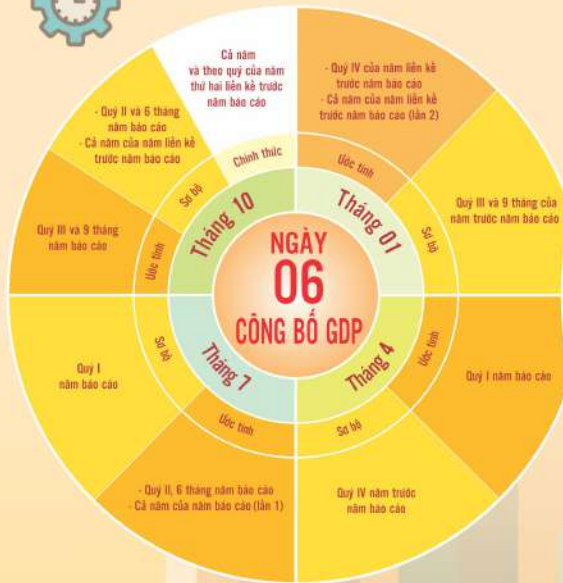 NGÀY
06
CÔNG BỐ GDP
Tháng 01
Ước tính
- Quý IV của năm liền kề
trước năm báo cáo
- Cả năm của năm liền kề
trước năm báo cáo (lần 2)
Sơ bộ
Quý III và 9 tháng của
năm trước năm báo cáo
Tháng 4
Ước tính
Quý I năm báo cáo
Sơ bộ
Quý IV năm trước
năm báo cáo
Tháng 7
Ước tính
- Quý II, 6 tháng năm báo cáo
- Cả năm của năm báo cáo (lần 1)
Sơ bộ
Quý I
năm báo cáo
Tháng 10
Ước tính
Quý III và 9 tháng
năm báo cáo
Sơ bộ
- Quý II và 6 tháng
năm báo cáo
- Cả năm của năm liền kề
trước năm báo cáo
Chính thức
Cả năm
và theo quý của năm
thứ hai liền kề trước
năm báo cáo